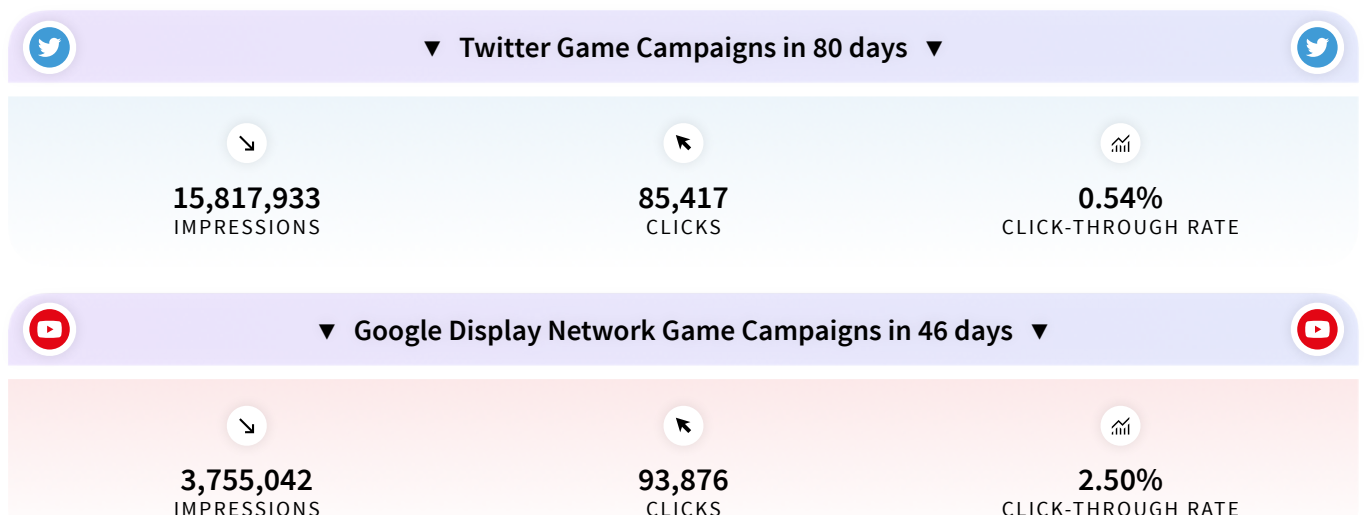 ▼ Twitter Game Campaigns in 80 days ▼
15,817,933 85,417 0.54%
IMPRESSIONS CLICKS CLICK-THROUGH RATE
▼ Google Display Network Game Campaigns in 46 days ▼
3,755,042 93,876 2.50%
IMPRESSIONS CLICKS CLICK-THROUGH RATE